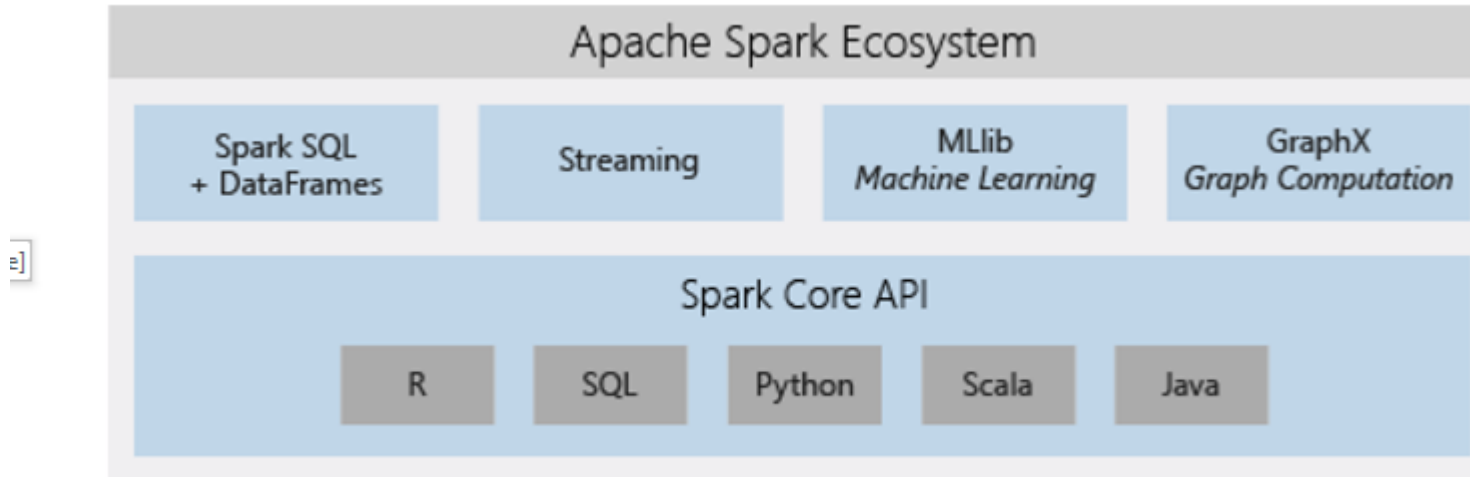 Apache Spark Ecosystem
Spark SQL
+ DataFrames
Streaming
MLlib
Machine Learning
GraphX
Graph Computation
e]
Spark Core API
R
SQL
Python
Scala
Java